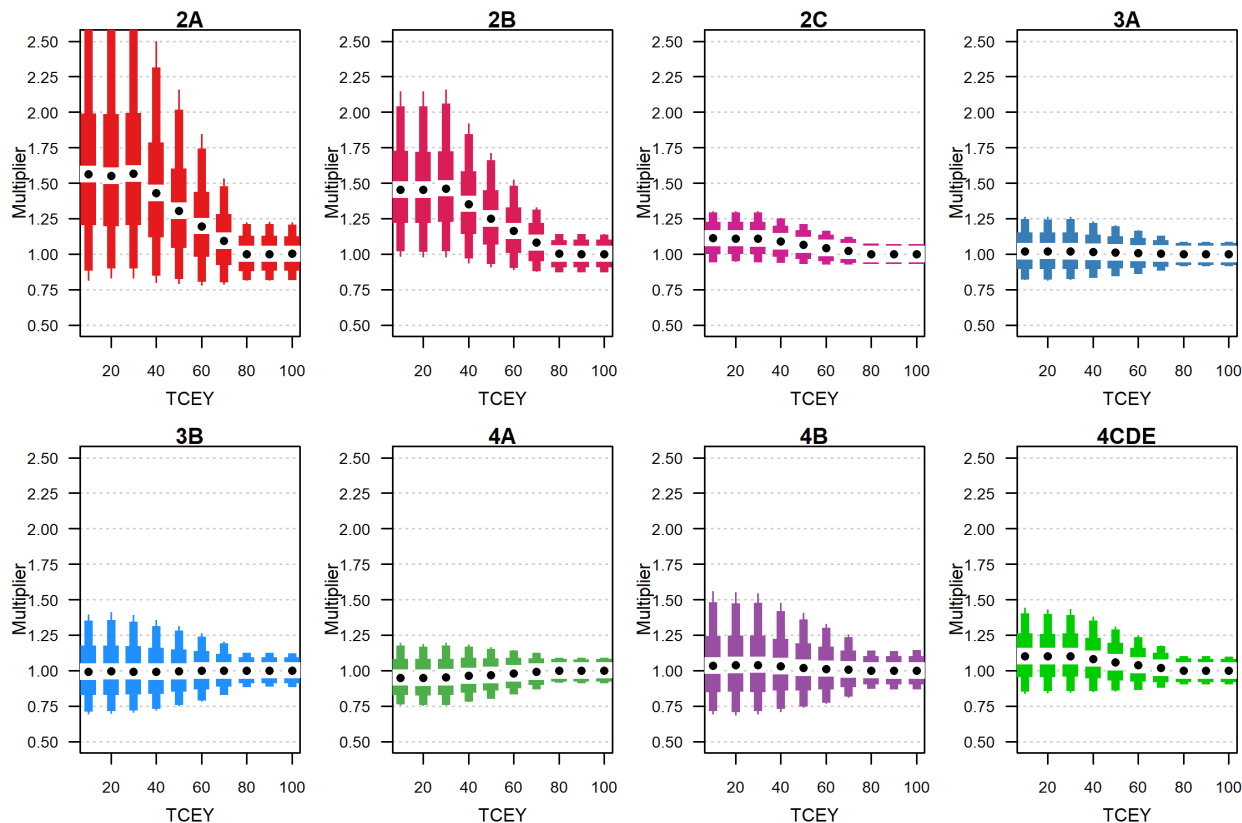 2A 2B 2C 3A
2.50 2.50 2.50 2.50
2.25 2.25 2.25 2.25
2.00 2.00 2.00 2.00
1.75 1.75 1.75 1.75
Multiplier Multiplier Multiplier Multiplier
1.50 1.50 1.50 1.50
1.25 1.25 1.25 1.25
1.00 1.00 1.00 1.00
0.75 0.75 0.75 0.75
0.50 0.50 0.50 0.50
20 40 60 80 100 20 40 60 80 100 20 40 60 80 100 20 40 60 80 100
TCEY TCEY TCEY TCEY
3B 4A 4B 4CDE
2.50 2.50 2.50 2.50
2.25 2.25 2.25 2.25
2.00 2.00 2.00 2.00
1.75 1.75 1.75 1.75
Multiplier Multiplier Multiplier Multiplier
1.50 1.50 1.50 1.50
1.25 1.25 1.25 1.25
1.00 1.00 1.00 1.00
0.75 0.75 0.75 0.75
0.50 0.50 0.50 0.50
20 40 60 80 100 20 40 60 80 100 20 40 60 80 100 20 40 60 80 100
TCEY TCEY TCEY TCEY